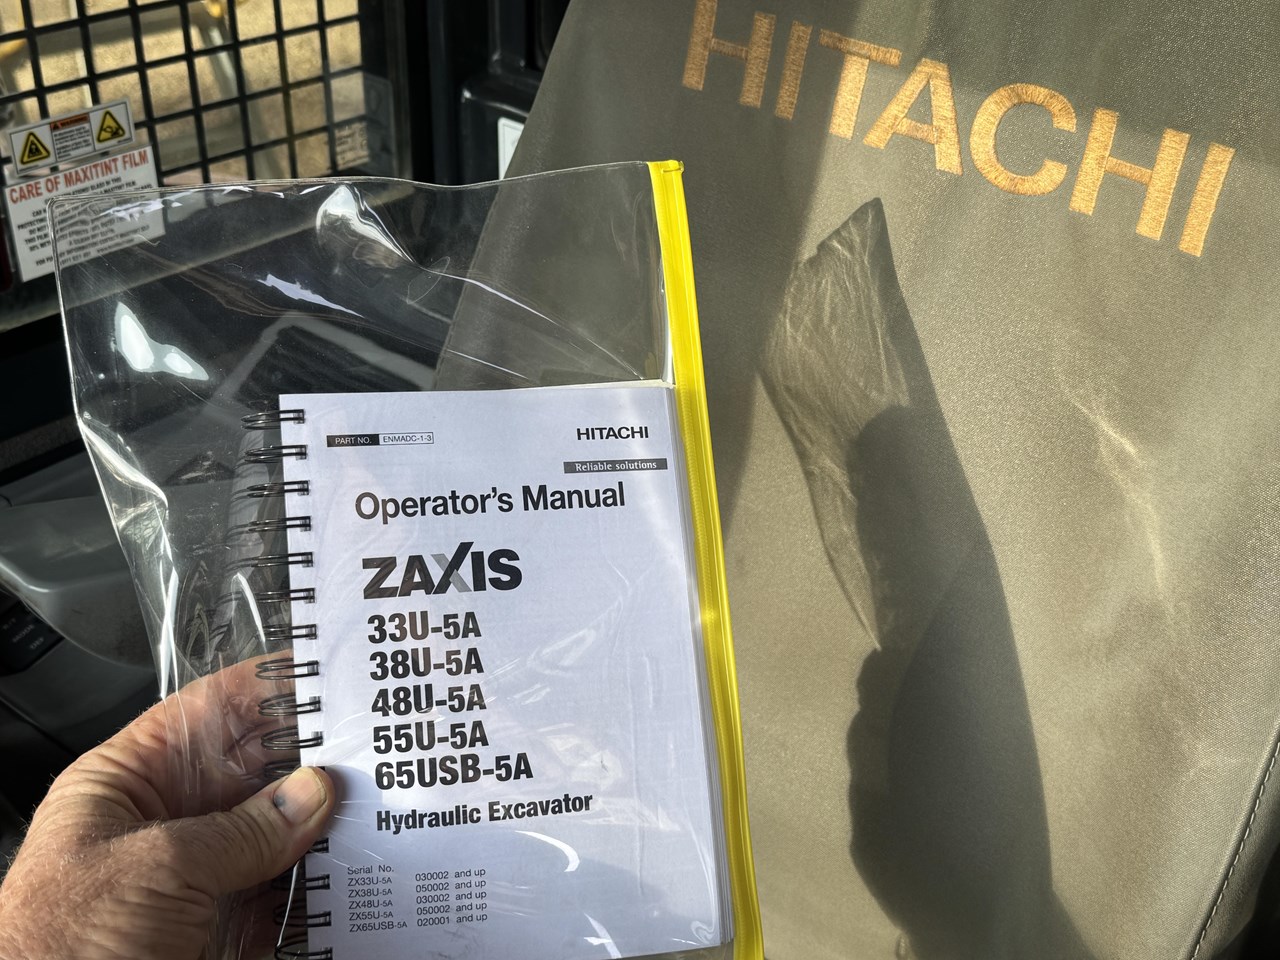 HITACHI
CARE OF MAXITINT FILM
PART NO. ENMADC-1-3
HITACHI
Reliable solutions
Operator's Manual
ZAXIS
33U-5A
38U-5A
48U-5A
55U-5A
65USB-5A
Hydraulic Excavator
Serial No.
ZX33U-5A 030002 and up
ZX38U-5A 050002 and up
ZX48U-5A 030002 and up
ZX55U-5A 050002 and up
ZX65USB-5A 020001 and up